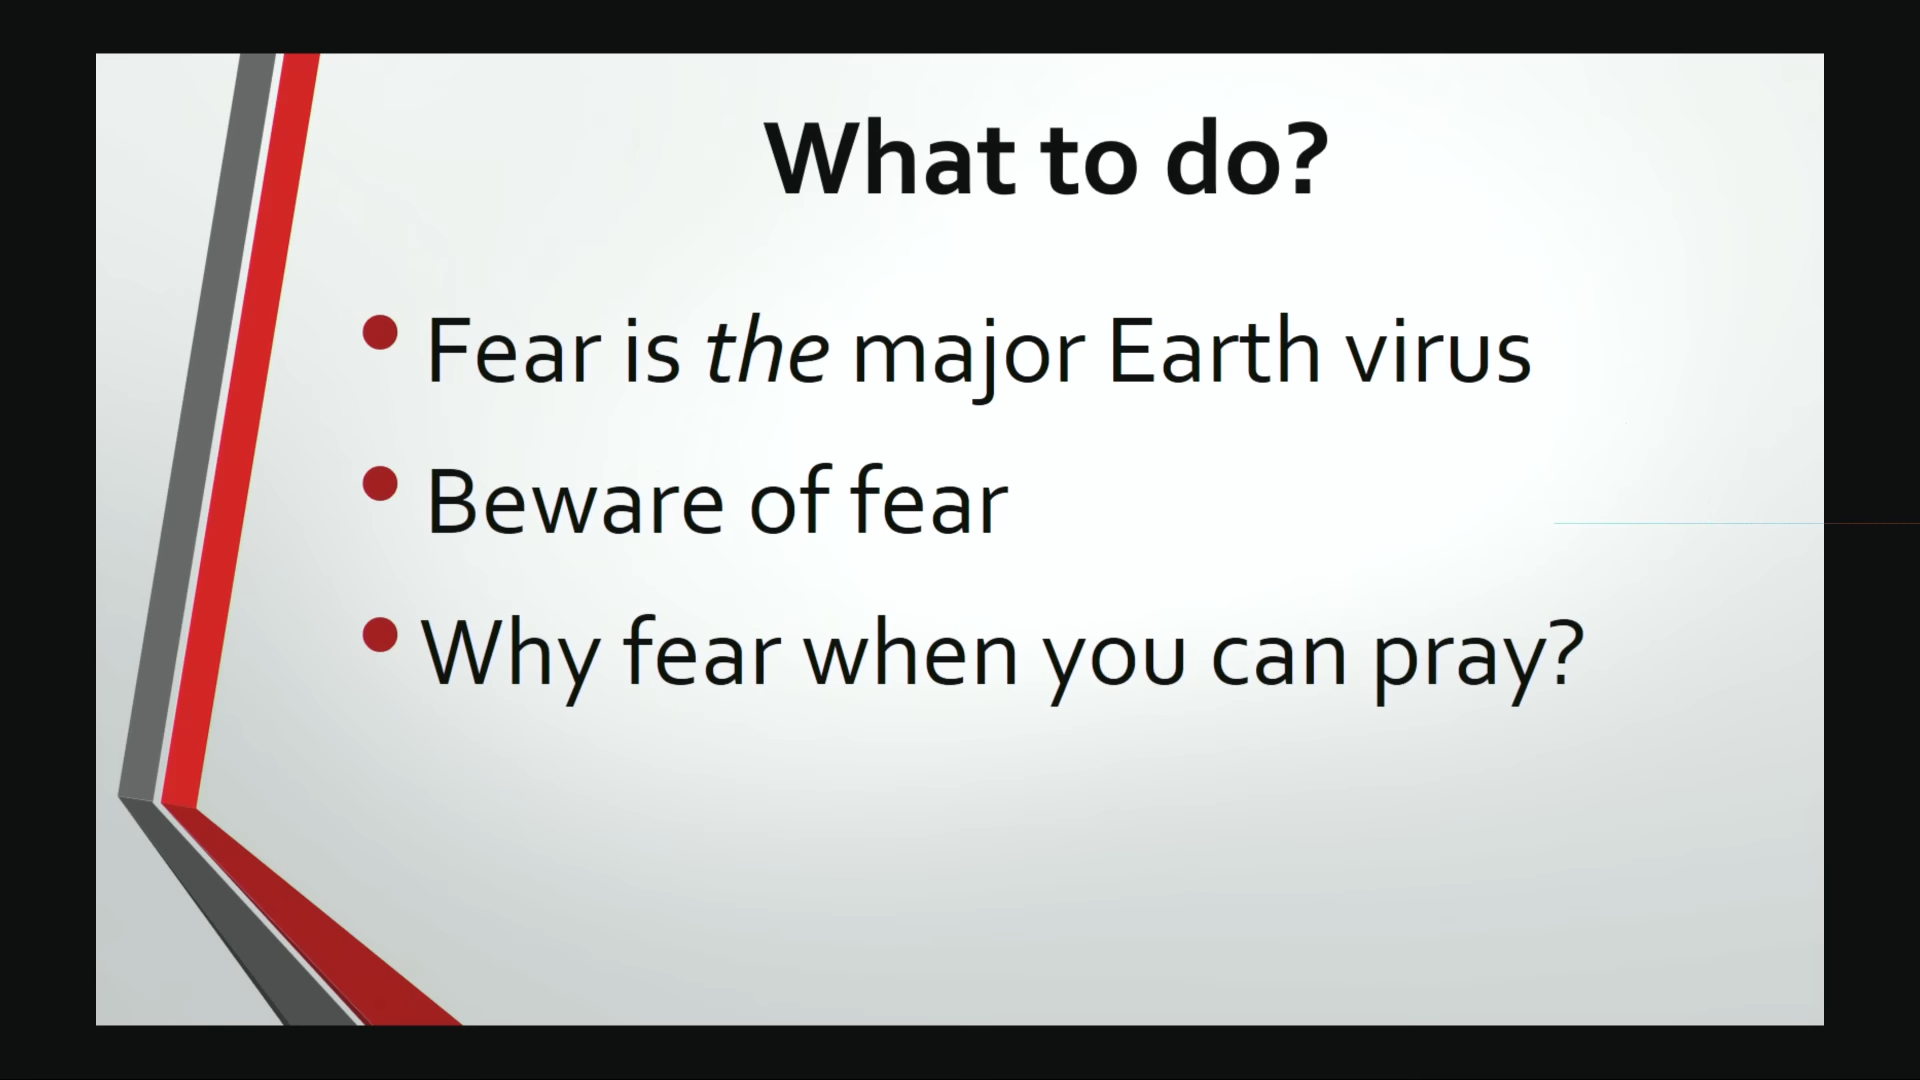 What to do?
Fear is the major Earth virus
Beware of fear
Why fear when you can pray?